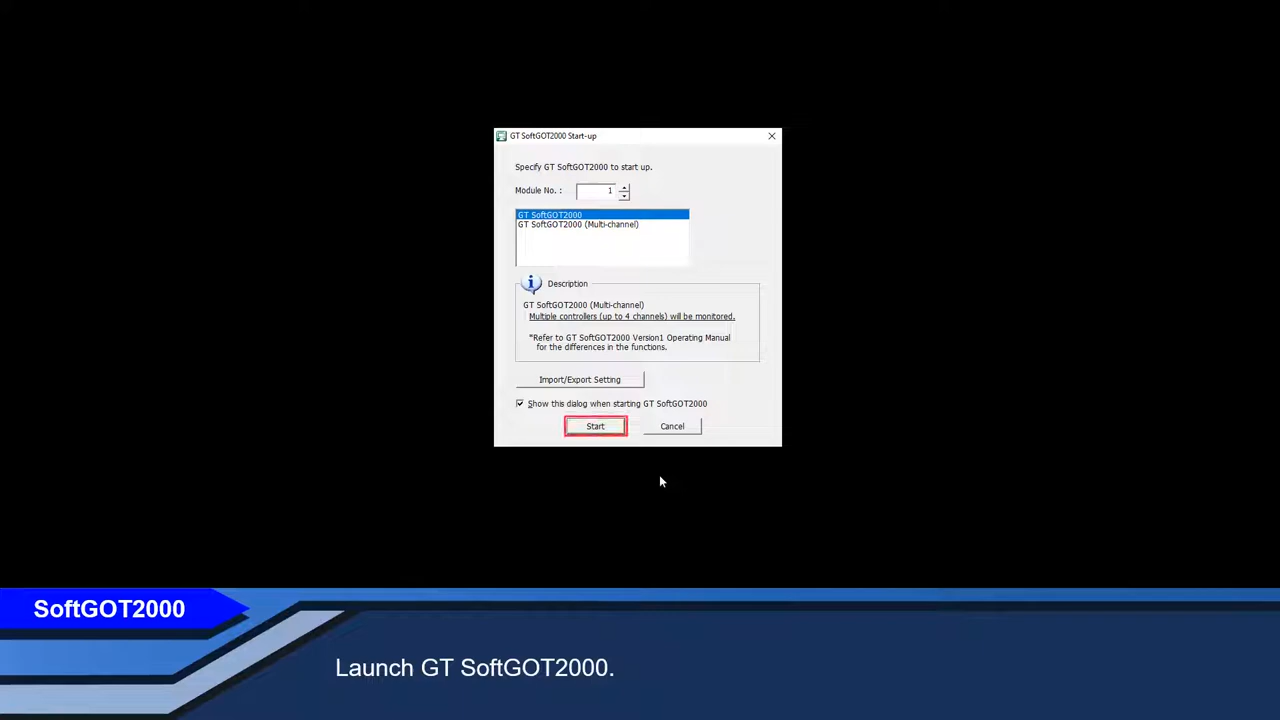 GT SoftGOT2000 Start-up
Specify GT SoftGOT2000 to start up.
Module No. :
1
GT SoftGOT2000
GT SoftGOT2000 (Multi-channel)
Description
GT SoftGOT2000 (Multi-channel)
Multiple controllers (up to 4 channels) will be monitored.
*Refer to GT SoftGOT2000 Version1 Operating Manual
for the differences in the functions.
Import/Export Setting
Show this dialog when starting GT SoftGOT2000
Start
Cancel
SoftGOT2000
Launch GT SoftGOT2000.